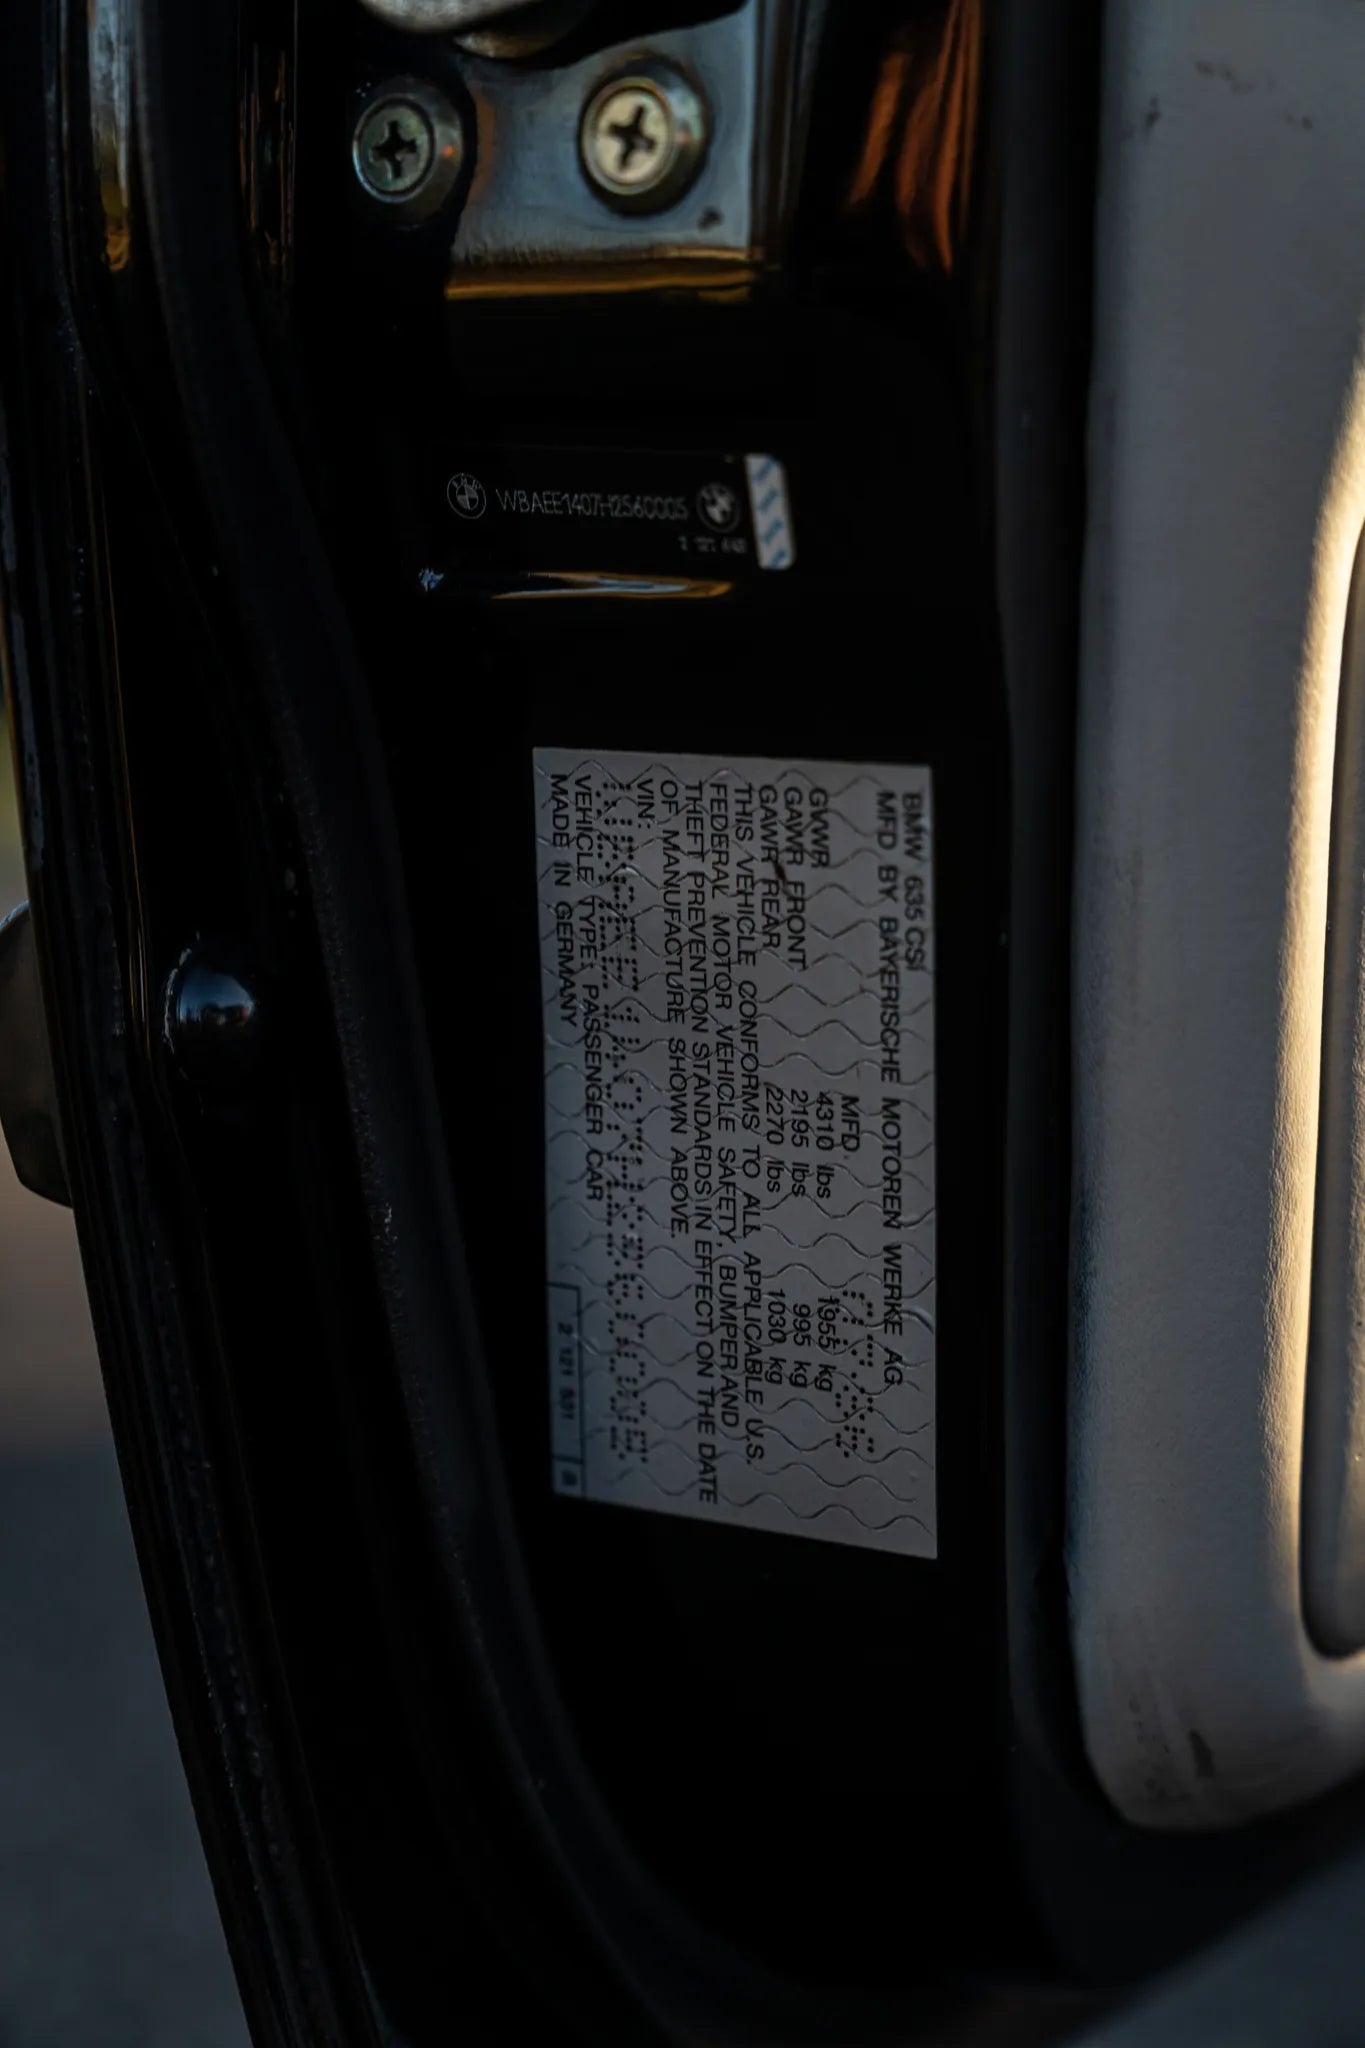 WBAEE1407H2560005
BMW 635 CSi
MFD BY BAYERISCHE MOTOREN WERKE AG
MFD.
GVWR 4310 lbs 1955 kg
GAWR FRONT 2195 lbs 995 kg
GAWR REAR 2270 lbs 1030 kg
THIS VEHICLE CONFORMS TO ALL APPLICABLE U.S.
FEDERAL MOTOR VEHICLE SAFETY, BUMPER AND
THEFT PREVENTION STANDARDS IN EFFECT ON THE DATE
OF MANUFACTURE SHOWN ABOVE.
VIN:
VEHICLE TYPE: PASSENGER CAR
MADE IN GERMANY